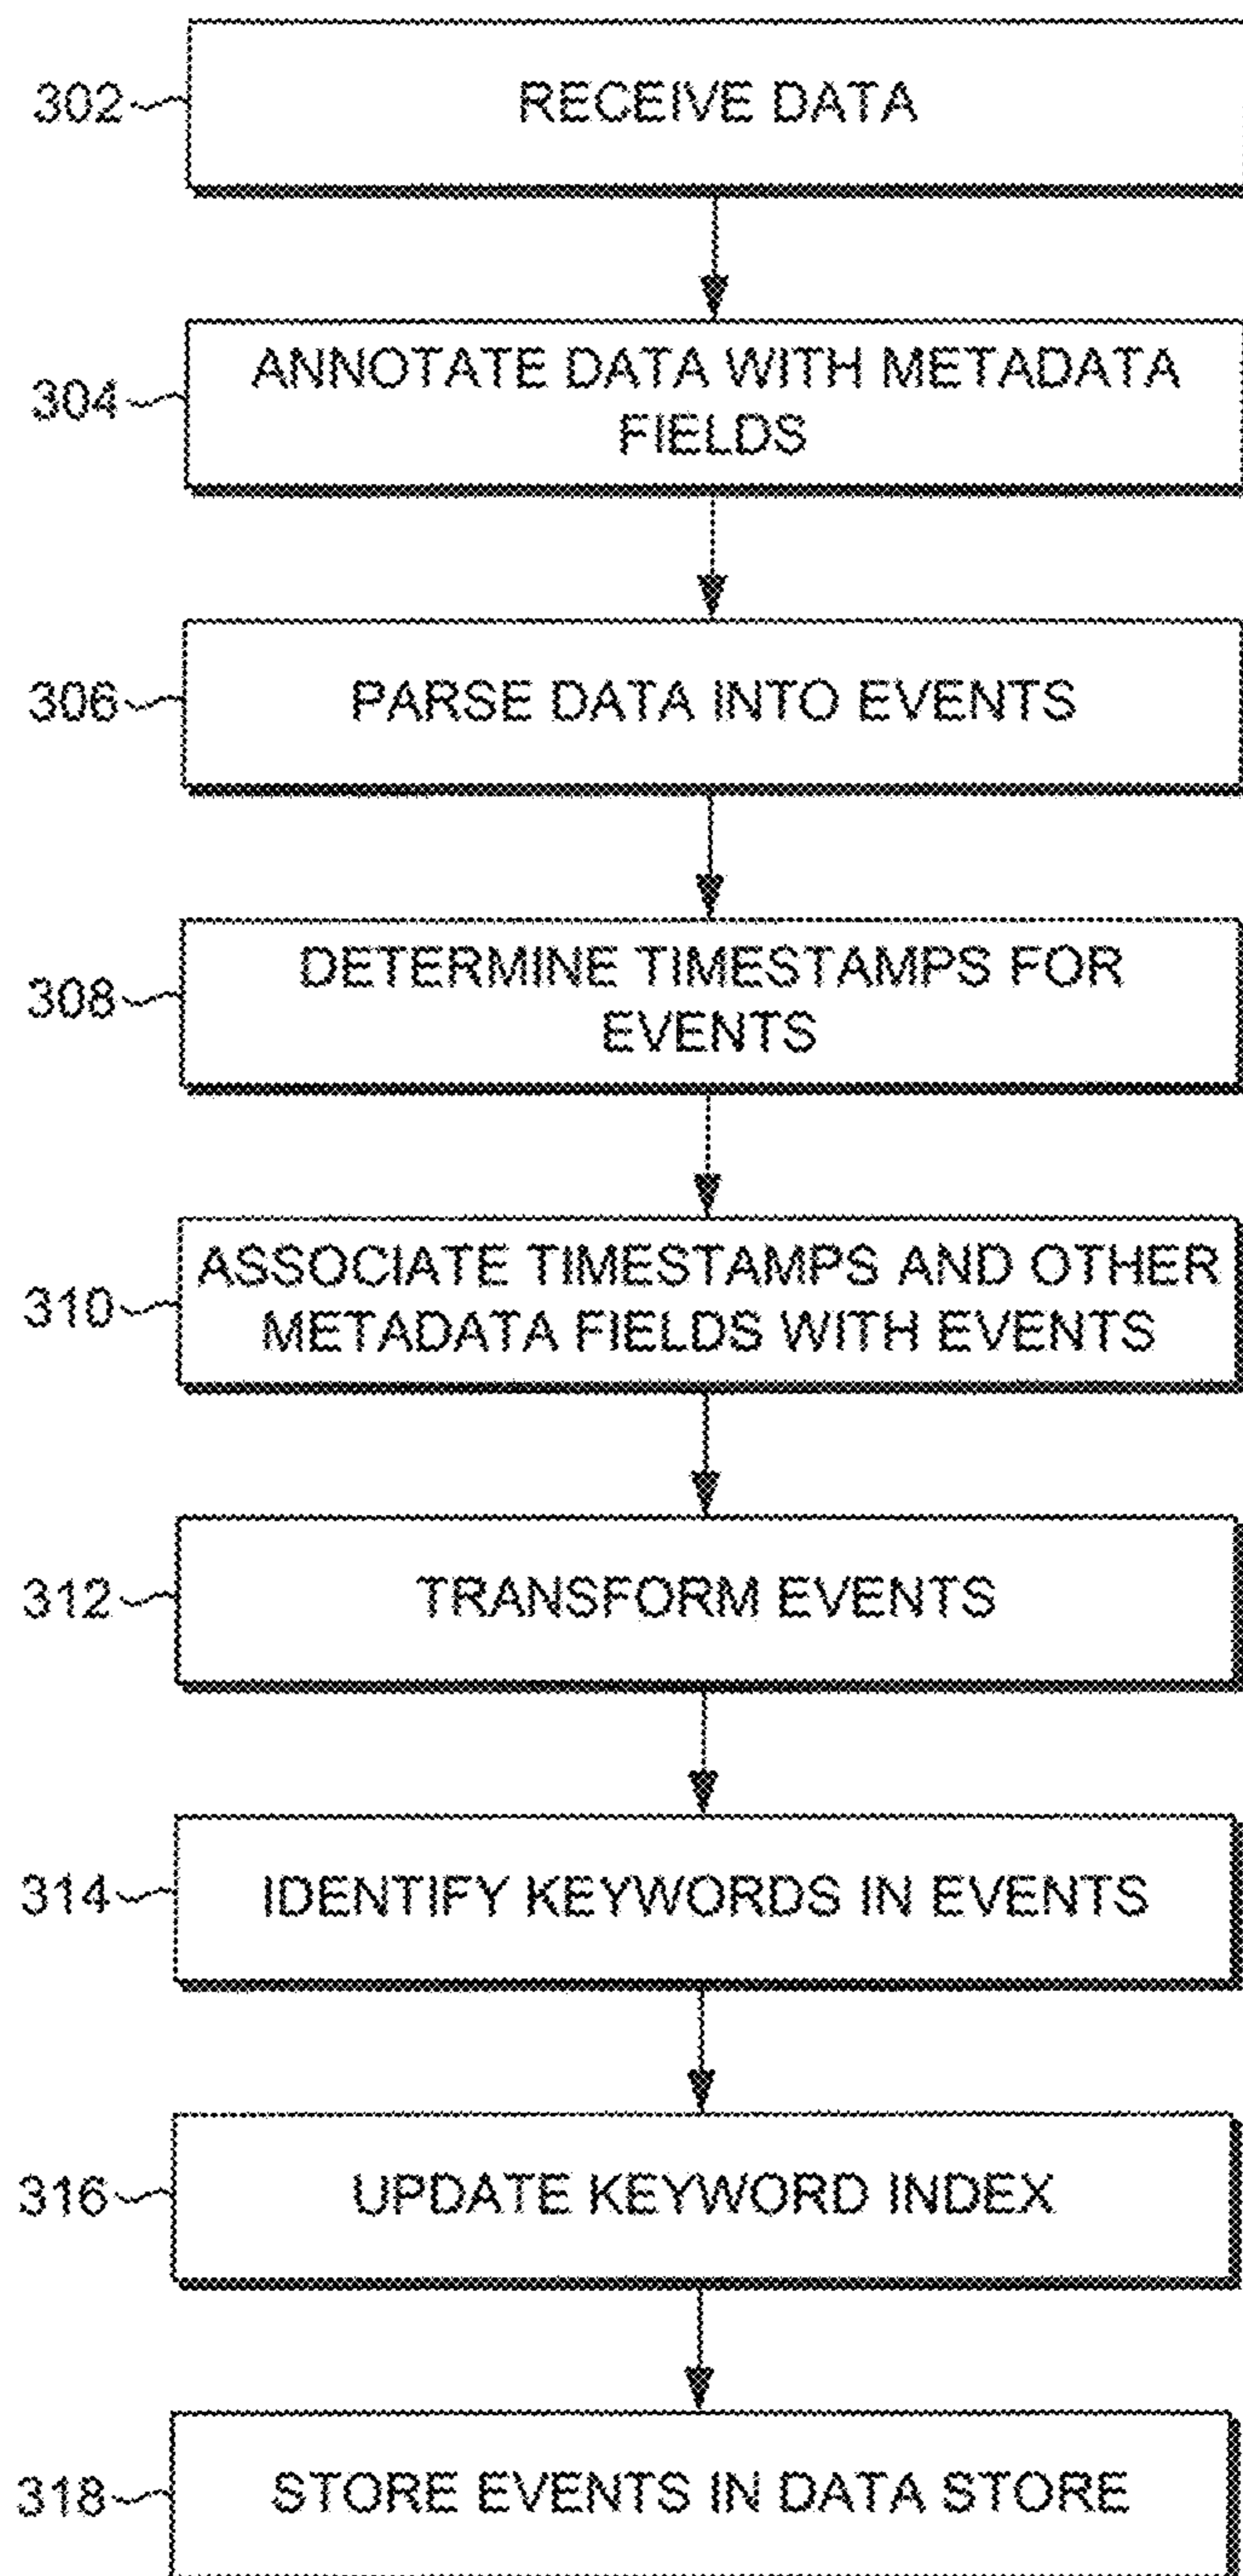 302
RECEIVE DATA
304
ANNOTATE DATA WITH METADATA
FIELDS
306
PARSE DATA INTO EVENTS
308
DETERMINE TIMESTAMPS FOR
EVENTS
310
ASSOCIATE TIMESTAMPS AND OTHER
METADATA FIELDS WITH EVENTS
312
TRANSFORM EVENTS
314
IDENTIFY KEYWORDS IN EVENTS
316
UPDATE KEYWORD INDEX
318
STORE EVENTS IN DATA STORE